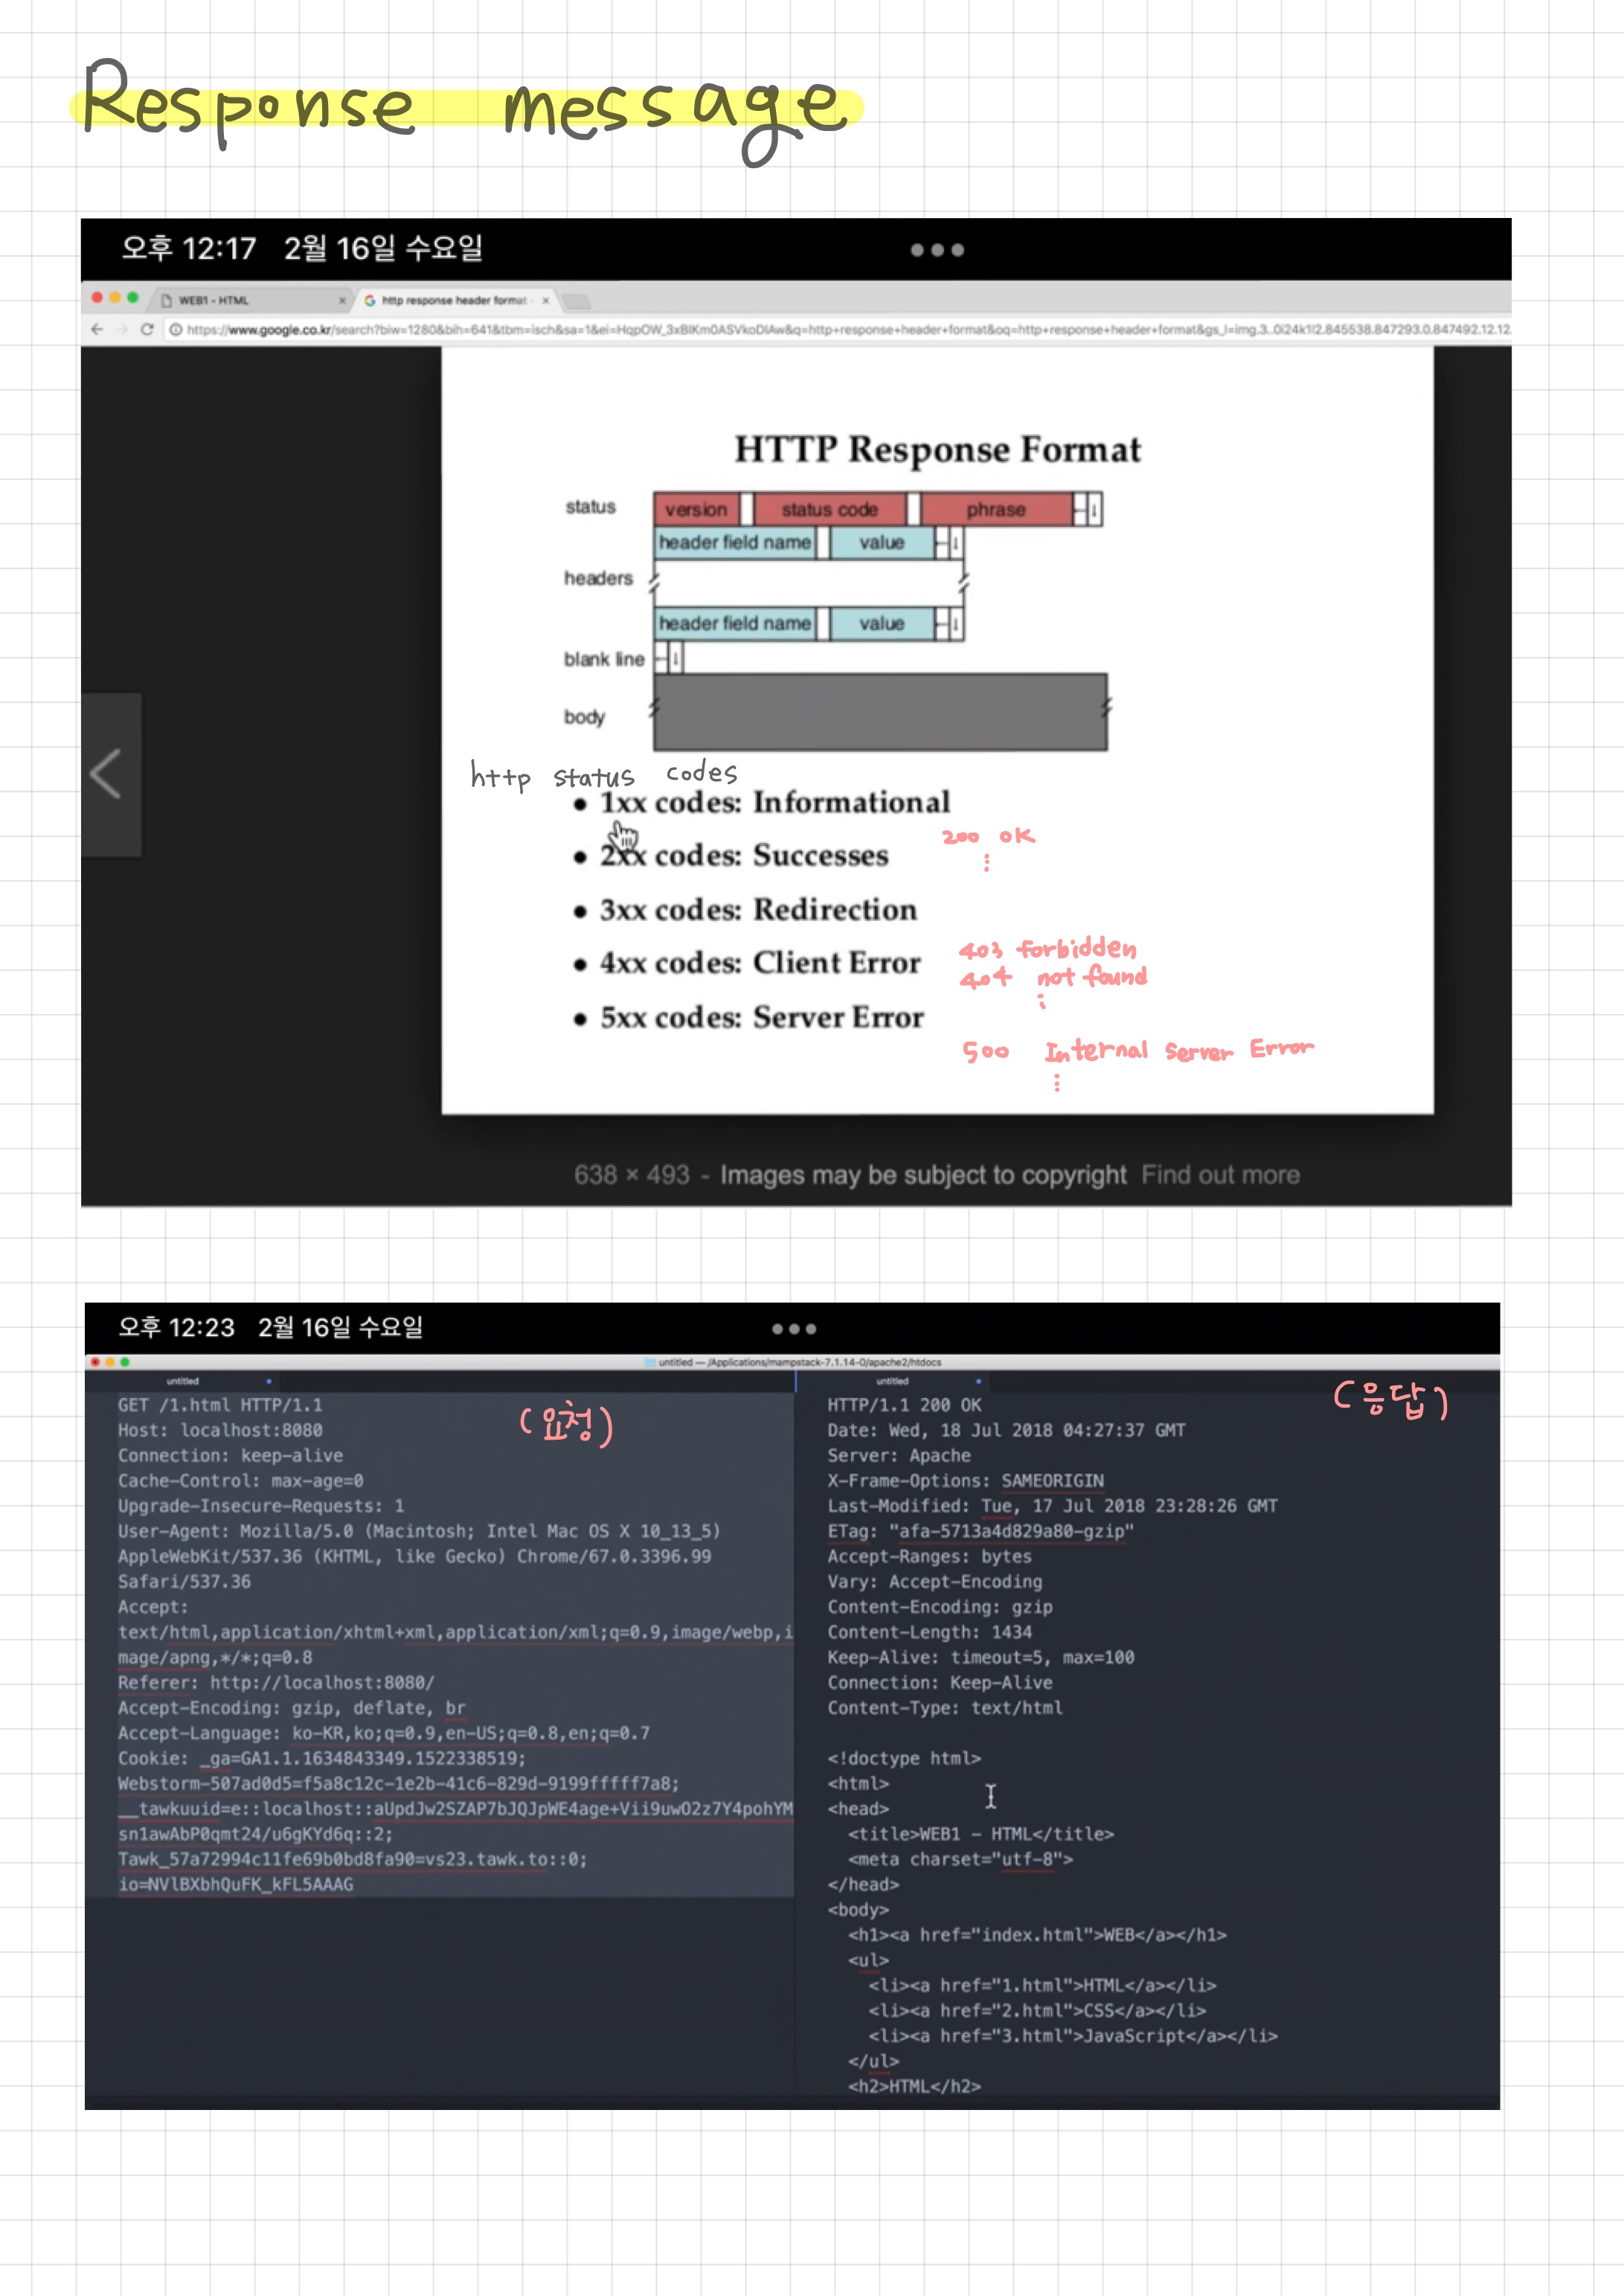 Response message
오후 12:17 2월 16일 수요일
WEB1 - HTML
http response header format -
https://www.google.co.kr/search?biw=1280&bih=641&tbm=isch&sa=1&ei=HqpOW_3xBIKm0ASVkoDIAw&q=http+response+header+format&oq=http+response+header+format&gs_l=img.3..0i24k1l2.845538.847293.0.847492.12.12.
HTTP Response Format
status version status code phrase
header field name value
headers
header field name value
blank line
body
http status codes
• 1xx codes: Informational
200 OK
• 2xx codes: Successes
• 3xx codes: Redirection
403 forbidden
• 4xx codes: Client Error
404 not found
• 5xx codes: Server Error
500 Internal Server Error
638 × 493 - Images may be subject to copyright Find out more
오후 12:23 2월 16일 수요일
untitled — /Applications/mampstack-7.1.14-0/apache2/htdocs
untitled
GET /1.html HTTP/1.1
(요청)
Host: localhost:8080
Connection: keep-alive
Cache-Control: max-age=0
Upgrade-Insecure-Requests: 1
User-Agent: Mozilla/5.0 (Macintosh; Intel Mac OS X 10_13_5)
AppleWebKit/537.36 (KHTML, like Gecko) Chrome/67.0.3396.99
Safari/537.36
Accept:
text/html,application/xhtml+xml,application/xml;q=0.9,image/webp,i
mage/apng,*/*;q=0.8
Referer: http://localhost:8080/
Accept-Encoding: gzip, deflate, br
Accept-Language: ko-KR,ko;q=0.9,en-US;q=0.8,en;q=0.7
Cookie: _ga=GA1.1.1634843349.1522338519;
Webstorm-507ad0d5=f5a8c12c-1e2b-41c6-829d-9199fffff7a8;
__tawkuuid=e::localhost::aUpdJw2SZAP7bJQJpWE4age+Vii9uwO2z7Y4pohYM
sn1awAbP0qmt24/u6gKYd6q::2;
Tawk_57a72994c11fe69b0bd8fa90=vs23.tawk.to::0;
io=NVlBXbhQuFK_kFL5AAAG
untitled
(응답)
HTTP/1.1 200 OK
Date: Wed, 18 Jul 2018 04:27:37 GMT
Server: Apache
X-Frame-Options: SAMEORIGIN
Last-Modified: Tue, 17 Jul 2018 23:28:26 GMT
ETag: "afa-5713a4d829a80-gzip"
Accept-Ranges: bytes
Vary: Accept-Encoding
Content-Encoding: gzip
Content-Length: 1434
Keep-Alive: timeout=5, max=100
Connection: Keep-Alive
Content-Type: text/html
<!doctype html>
<html>
<head>
<title>WEB1 - HTML</title>
<meta charset="utf-8">
</head>
<body>
<h1><a href="index.html">WEB</a></h1>
<ul>
<li><a href="1.html">HTML</a></li>
<li><a href="2.html">CSS</a></li>
<li><a href="3.html">JavaScript</a></li>
</ul>
<h2>HTML</h2>